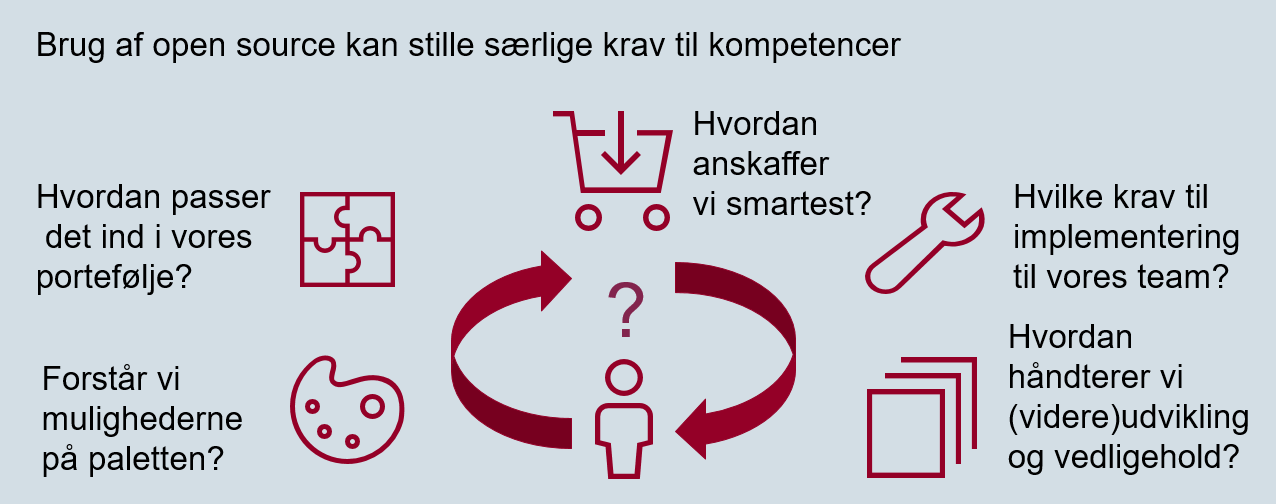 Brug af open source kan stille særlige krav til kompetencer
Hvordan
anskaffer
vi smartest?
Hvordan passer
det ind i vores
portefølje?
Hvilke krav til
implementering
til vores team?
?
Forstår vi
mulighederne
på paletten?
Hvordan
håndterer vi
(videre)udvikling
og vedligehold?